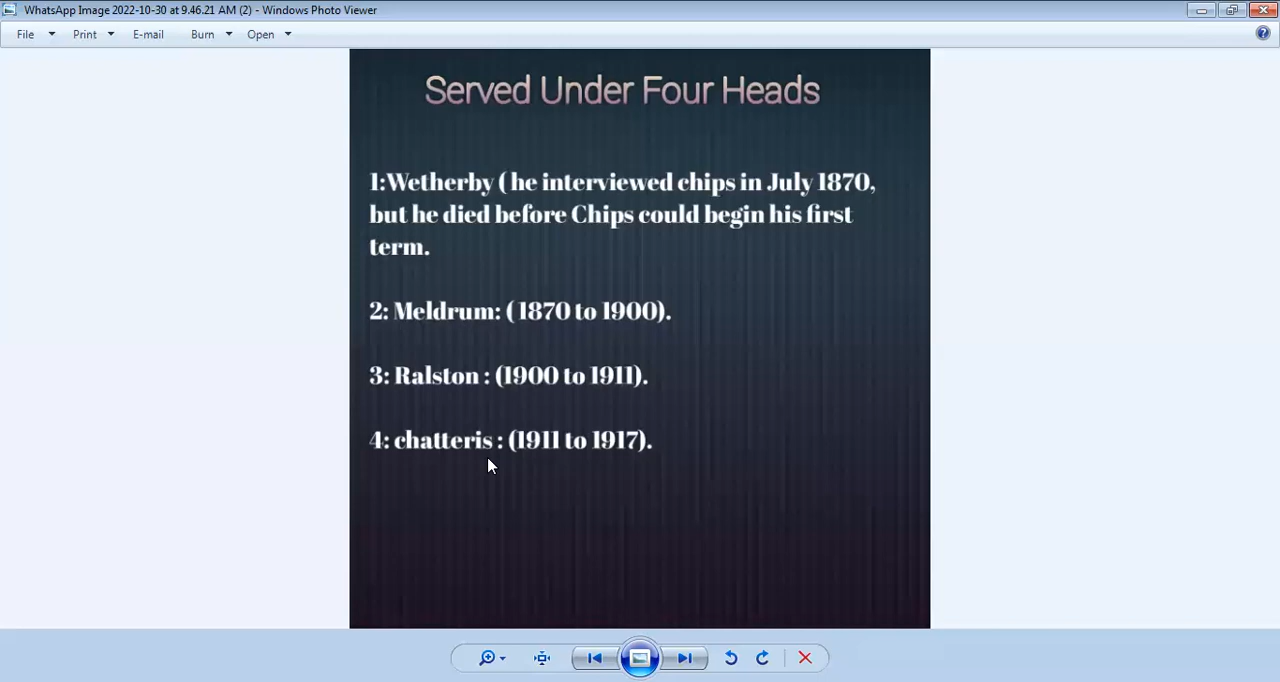 WhatsApp Image 2022-10-30 at 9.46.21 AM (2) - Windows Photo Viewer
File Print E-mail Burn Open
Served Under Four Heads
1:Wetherby ( he interviewed chips in July 1870,
but he died before Chips could begin his first
term.
2: Meldrum: ( 1870 to 1900).
3: Ralston : (1900 to 1911).
4: chatteris : (1911 to 1917).